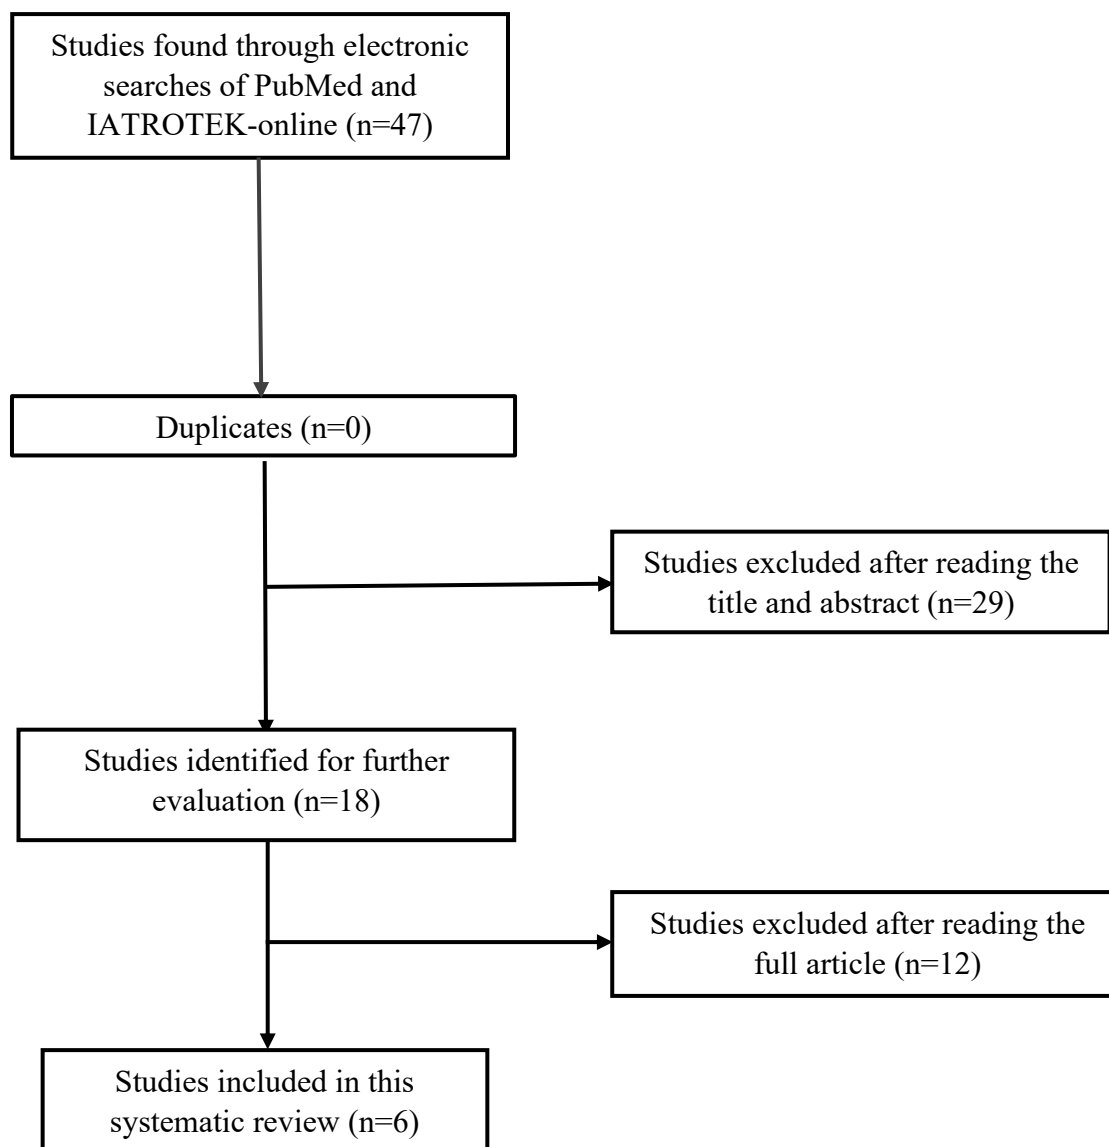 Studies found through electronic
searches of PubMed and
IATROTEK-online (n=47)
Duplicates (n=0)
Studies excluded after reading the
title and abstract (n=29)
Studies identified for further
evaluation (n=18)
Studies excluded after reading the
full article (n=12)
Studies included in this
systematic review (n=6)